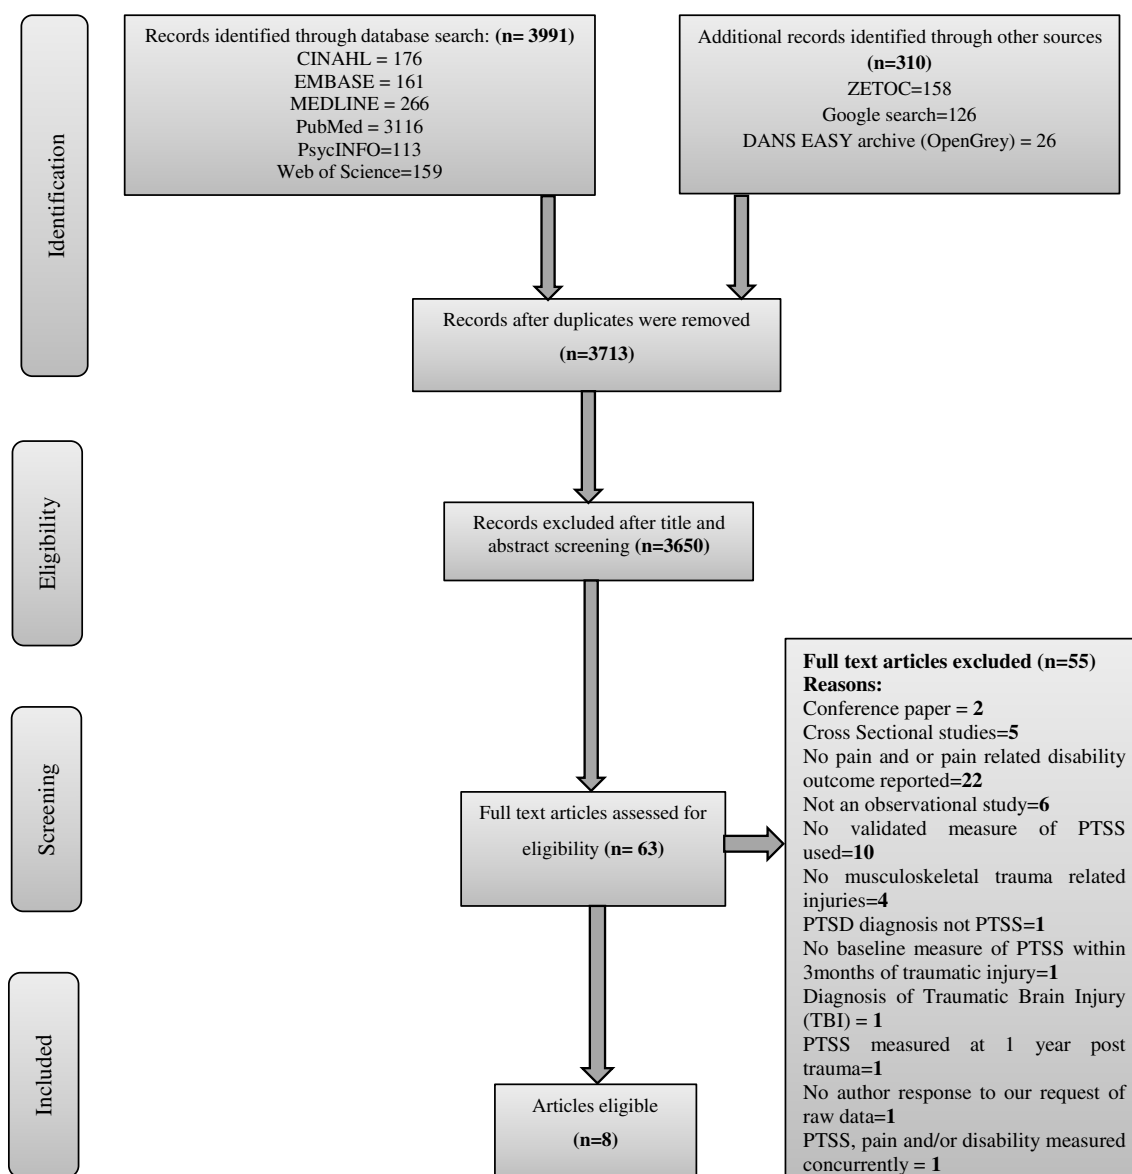 Identification
Records identified through database search: (n= 3991)
CINAHL = 176
EMBASE = 161
MEDLINE = 266
PubMed = 3116
PsycINFO=113
Web of Science=159
Additional records identified through other sources
(n=310)
ZETOC=158
Google search=126
DANS EASY archive (OpenGrey) = 26
Records after duplicates were removed
(n=3713)
Eligibility
Records excluded after title and
abstract screening (n=3650)
Screening
Full text articles assessed for
eligibility (n= 63)
Full text articles excluded (n=55)
Reasons:
Conference paper = 2
Cross Sectional studies=5
No pain and or pain related disability
outcome reported=22
Not an observational study=6
No validated measure of PTSS
used=10
No musculoskeletal trauma related
injuries=4
PTSD diagnosis not PTSS=1
No baseline measure of PTSS within
3months of traumatic injury=1
Diagnosis of Traumatic Brain Injury
(TBI) = 1
PTSS measured at 1 year post
trauma=1
No author response to our request of
raw data=1
PTSS, pain and/or disability measured
concurrently = 1
Included
Articles eligible
(n=8)